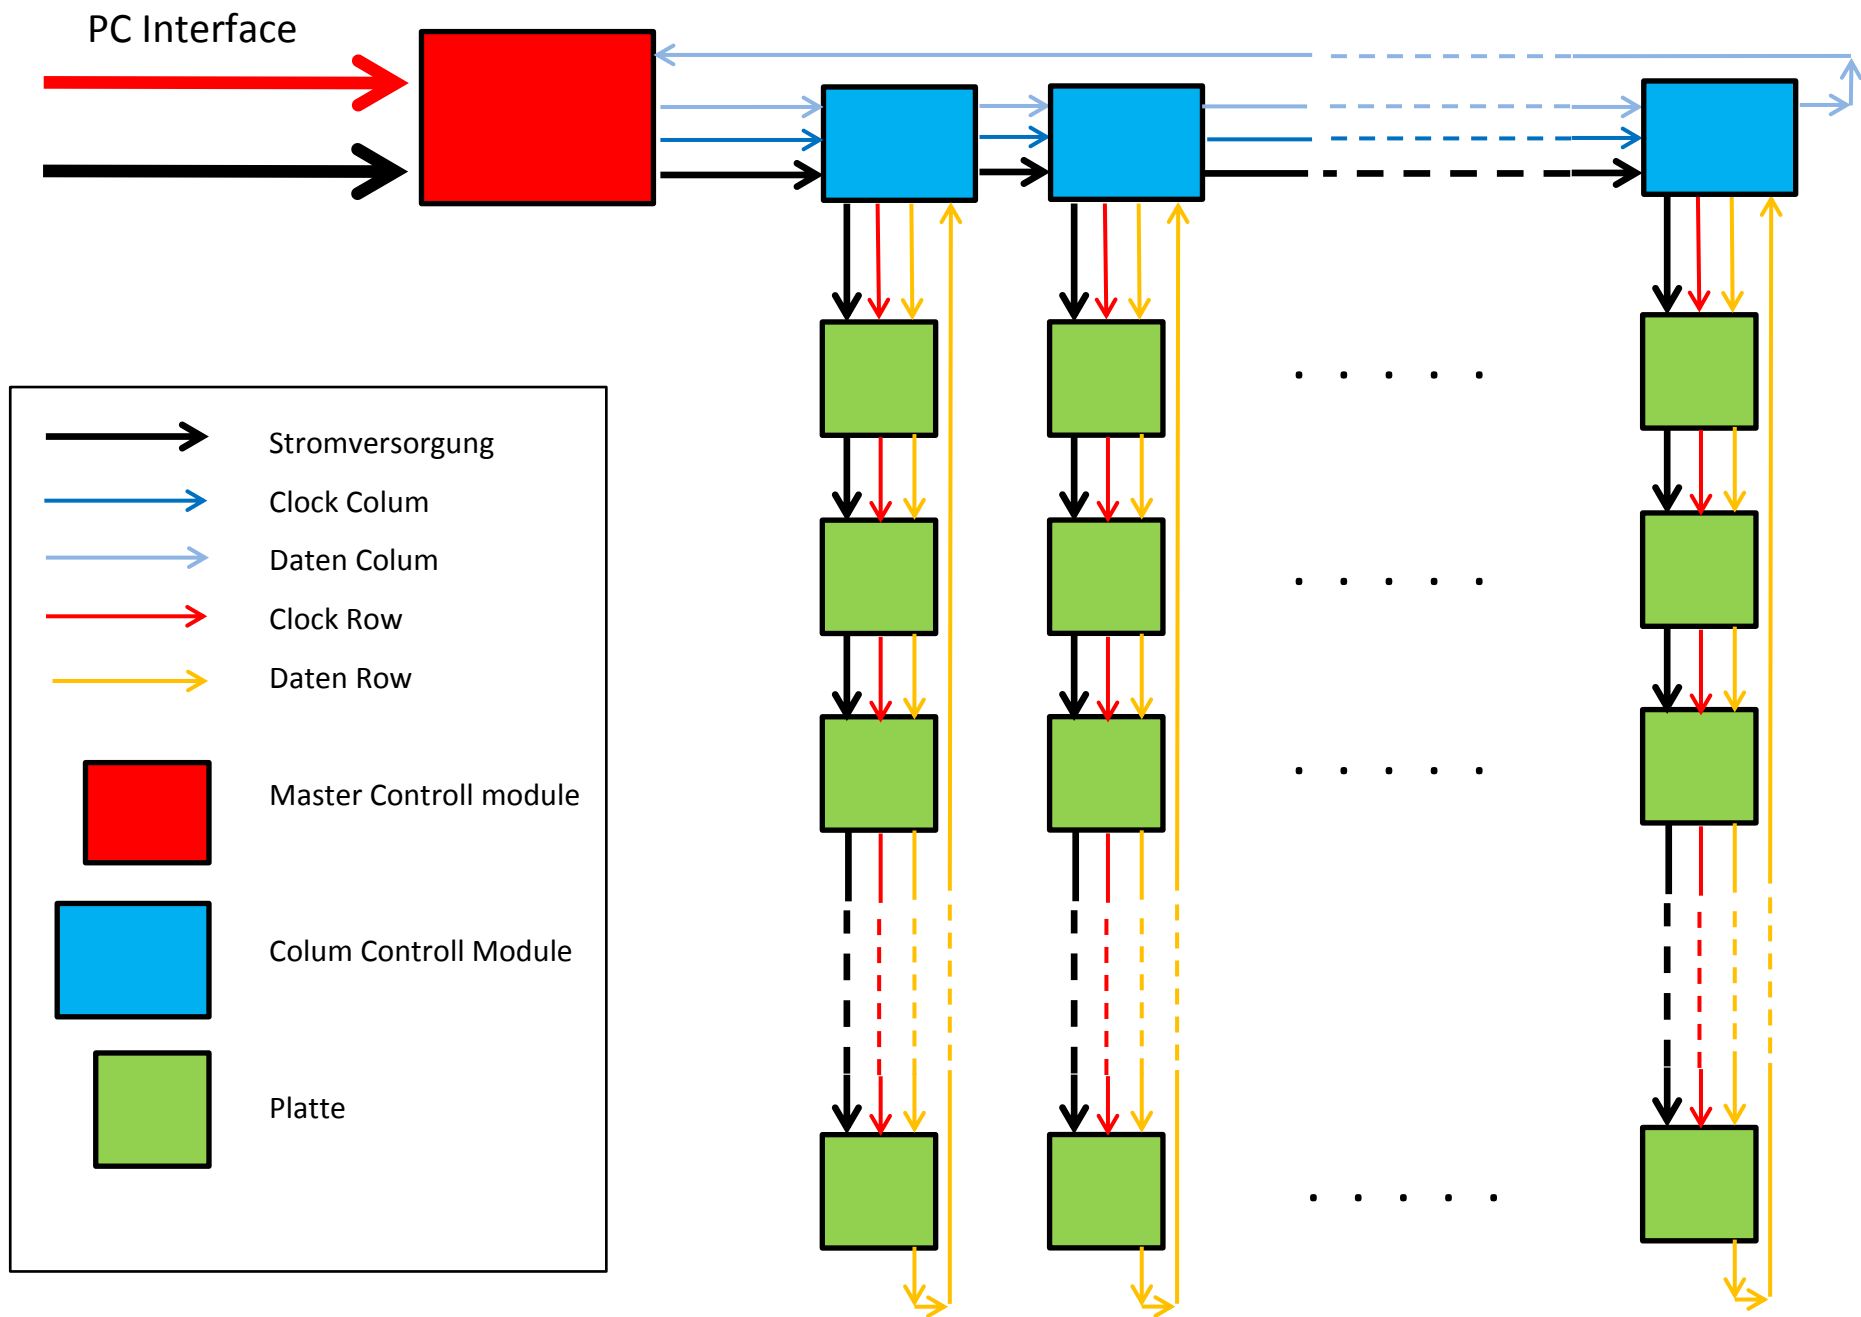 PC Interface
Stromversorgung
Clock Colum
Daten Colum
Clock Row
Daten Row
Master Controll module
Colum Controll Module
Platte